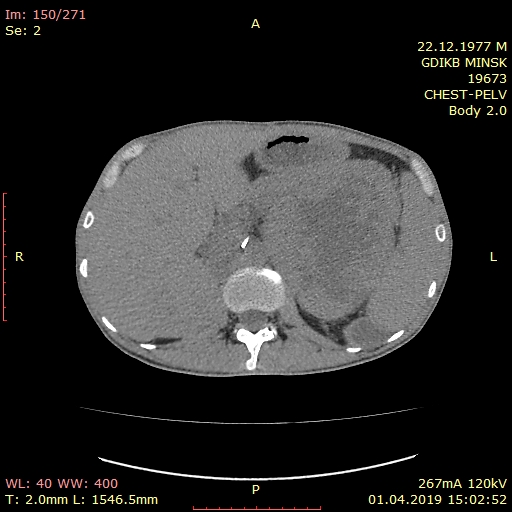 Im: 150/271
Se: 2
A
22.12.1977 M
GDIKB MINSK
19673
CHEST-PELV
Body 2.0
R
L
WL: 40 WW: 400
T: 2.0mm L: 1546.5mm
P
267mA 120kV
01.04.2019 15:02:52